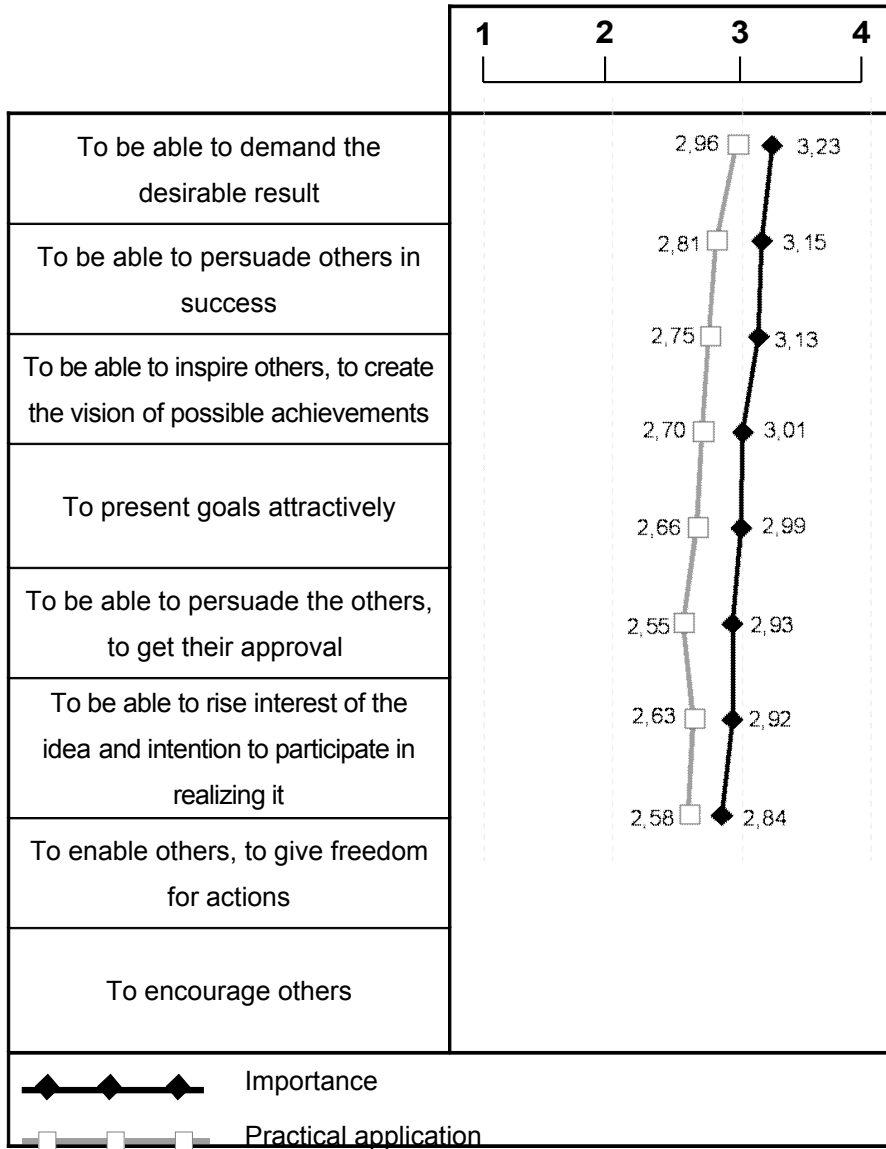 1 2 3 4
To be able to demand the
desirable result
2,96 3,23
To be able to persuade others in
success
2,81 3,15
To be able to inspire others, to create
the vision of possible achievements
2,75 3,13
2,70 3,01
To present goals attractively
2,66 2,99
To be able to persuade the others,
to get their approval
2,55 2,93
To be able to rise interest of the
idea and intention to participate in
realizing it
2,63 2,92
2,58 2,84
To enable others, to give freedom
for actions
To encourage others
Importance
Practical application